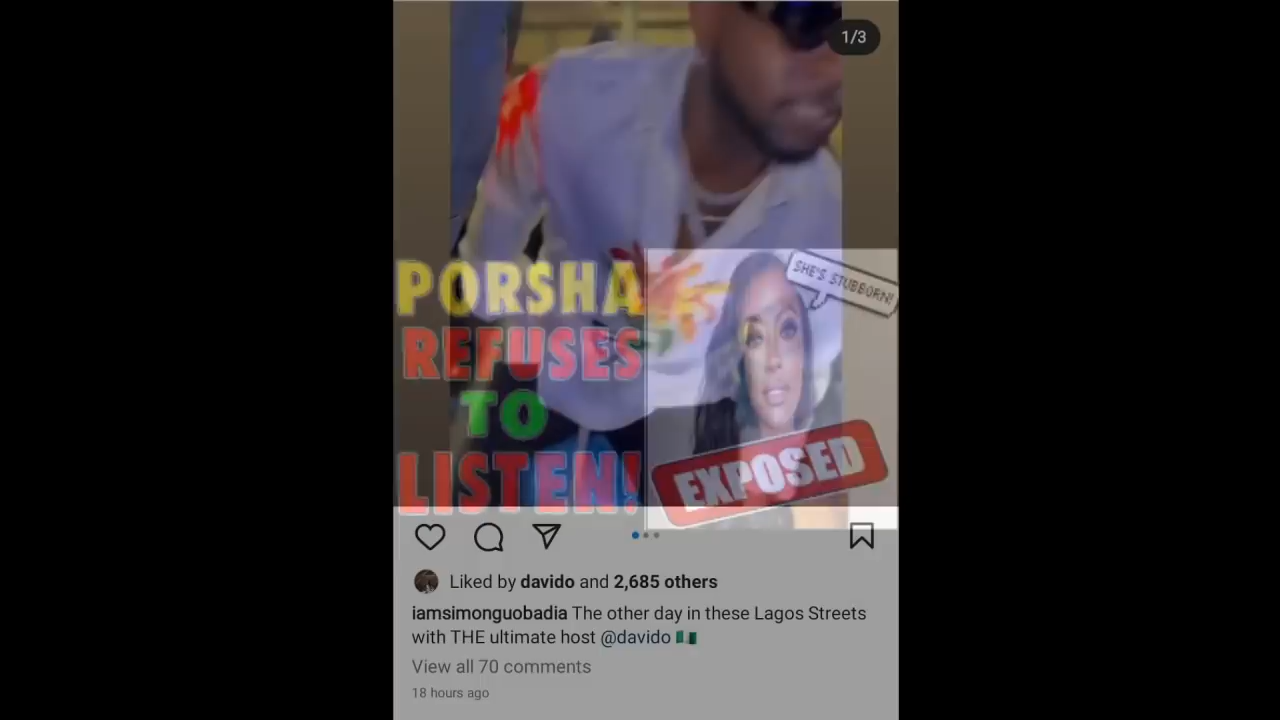 1/3
SHE'S STUBBORN!
PORSHA
REFUSES
TO
LISTEN!
EXPOSED
Liked by davido and 2,685 others
iamsimonguobadia The other day in these Lagos Streets
with THE ultimate host @davido 🇳🇬
View all 70 comments
18 hours ago